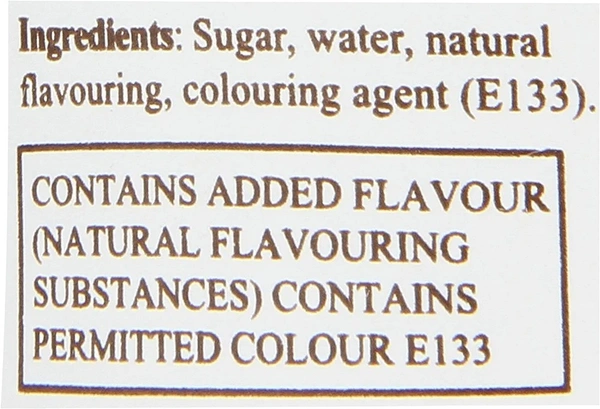 Ingredients: Sugar, water, natural
flavouring, colouring agent (E133).
CONTAINS ADDED FLAVOUR
(NATURAL FLAVOURING
SUBSTANCES) CONTAINS
PERMITTED COLOUR E133